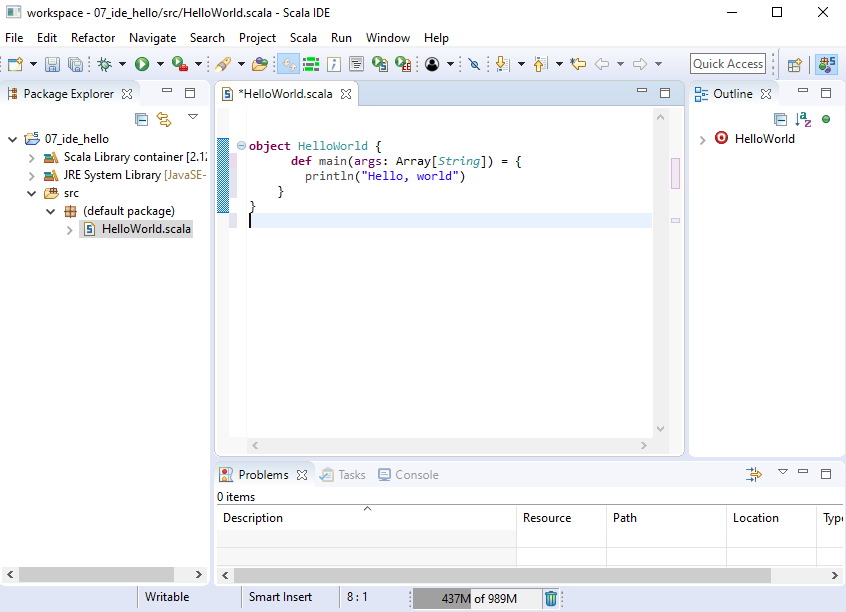 workspace - 07_ide_hello/src/HelloWorld.scala - Scala IDE
File Edit Refactor Navigate Search Project Scala Run Window Help
Quick Access
Package Explorer
07_ide_hello
Scala Library container [2.12
JRE System Library [JavaSE-
src
(default package)
HelloWorld.scala
*HelloWorld.scala
object HelloWorld {
def main(args: Array[String]) = {
println("Hello, world")
}
}
Outline
HelloWorld
Problems Tasks Console
0 items
Description Resource Path Location Type
Writable Smart Insert 8 : 1 437M of 989M